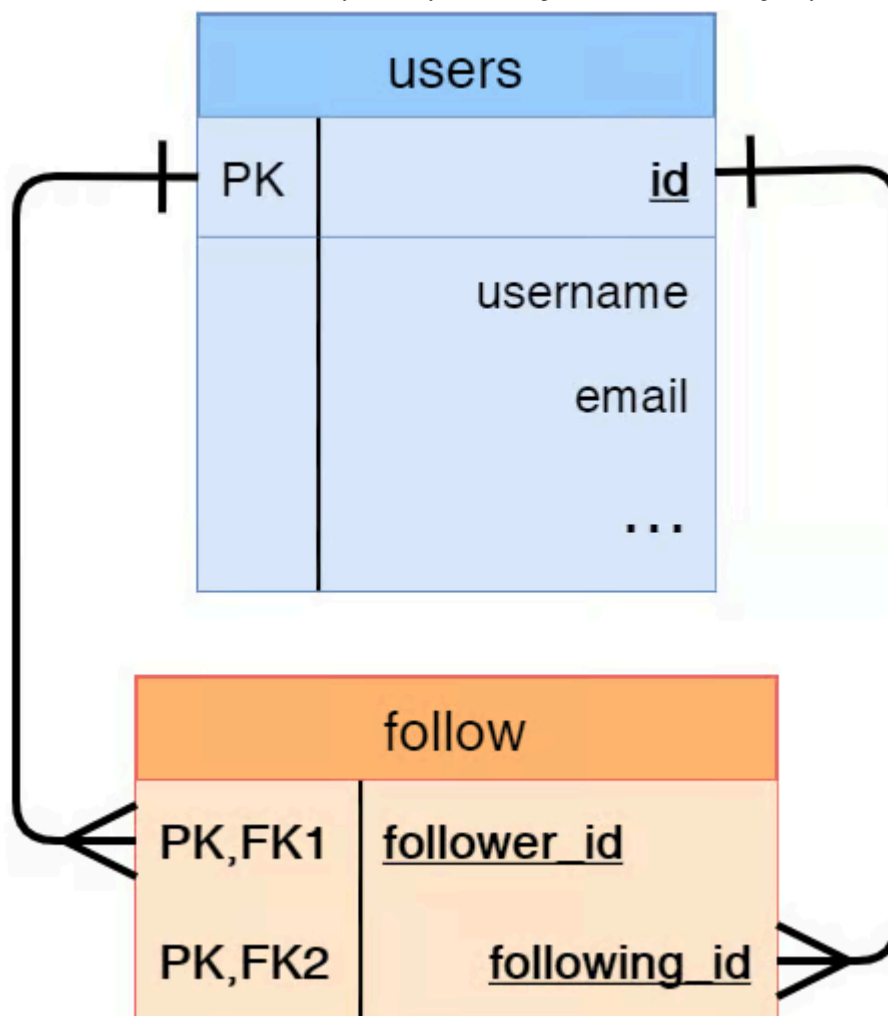 users
PK id
username
email
...
follow
PK,FK1 follower_id
PK,FK2 following_id